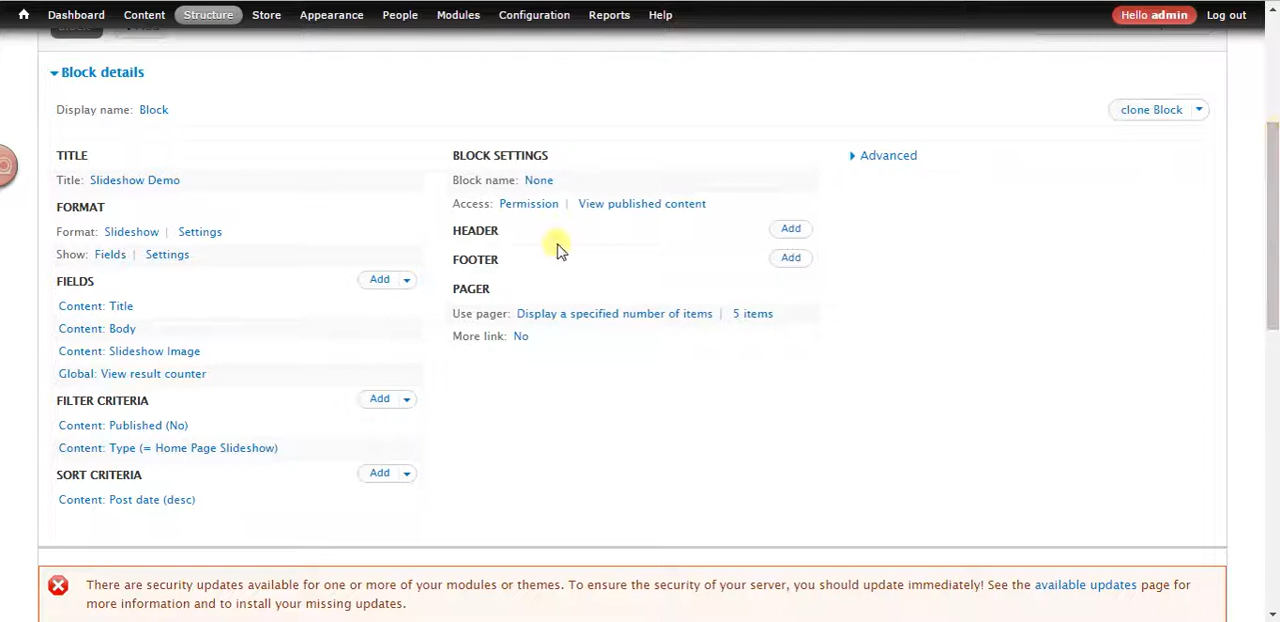 Dashboard Content Structure Store Appearance People Modules Configuration Reports Help Hello admin Log out
Block details
Display name: Block
clone Block
TITLE
Title: Slideshow Demo
FORMAT
Format: Slideshow | Settings
Show: Fields | Settings
FIELDS Add
Content: Title
Content: Body
Content: Slideshow Image
Global: View result counter
FILTER CRITERIA Add
Content: Published (No)
Content: Type (= Home Page Slideshow)
SORT CRITERIA Add
Content: Post date (desc)
BLOCK SETTINGS
Block name: None
Access: Permission | View published content
HEADER Add
FOOTER Add
PAGER
Use pager: Display a specified number of items | 5 items
More link: No
Advanced
There are security updates available for one or more of your modules or themes. To ensure the security of your server, you should update immediately! See the available updates page for
more information and to install your missing updates.